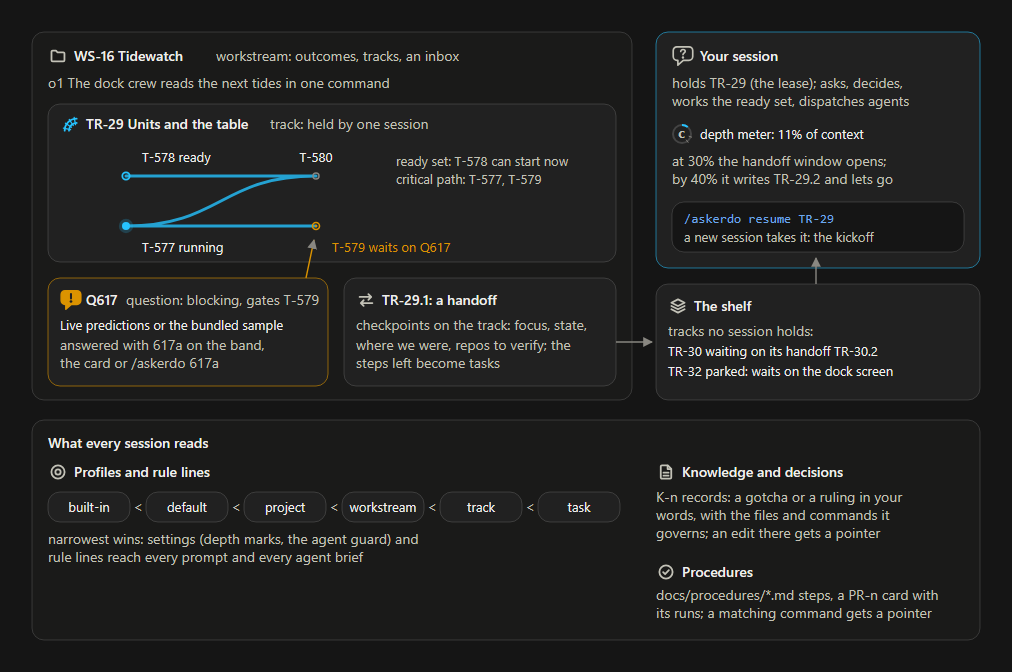 WS-16 Tidewatch workstream: outcomes, tracks, an inbox
o1 The dock crew reads the next tides in one command
TR-29 Units and the table track: held by one session
T-578 ready
T-580
ready set: T-578 can start now
critical path: T-577, T-579
T-577 running
T-579 waits on Q617
Q617 question: blocking, gates T-579
Live predictions or the bundled sample
answered with 617a on the band,
the card or /askerdo 617a
TR-29.1: a handoff
checkpoints on the track: focus, state,
where we were, repos to verify; the
steps left become tasks
Your session
holds TR-29 (the lease); asks, decides,
works the ready set, dispatches agents
C depth meter: 11% of context
at 30% the handoff window opens;
by 40% it writes TR-29.2 and lets go
/askerdo resume TR-29
a new session takes it: the kickoff
The shelf
tracks no session holds:
TR-30 waiting on its handoff TR-30.2
TR-32 parked: waits on the dock screen
What every session reads
Profiles and rule lines
built-in < default < project < workstream < track < task
narrowest wins: settings (depth marks, the agent guard) and
rule lines reach every prompt and every agent brief
Knowledge and decisions
K-n records: a gotcha or a ruling in your
words, with the files and commands it
governs; an edit there gets a pointer
Procedures
docs/procedures/*.md steps, a PR-n card with
its runs; a matching command gets a pointer